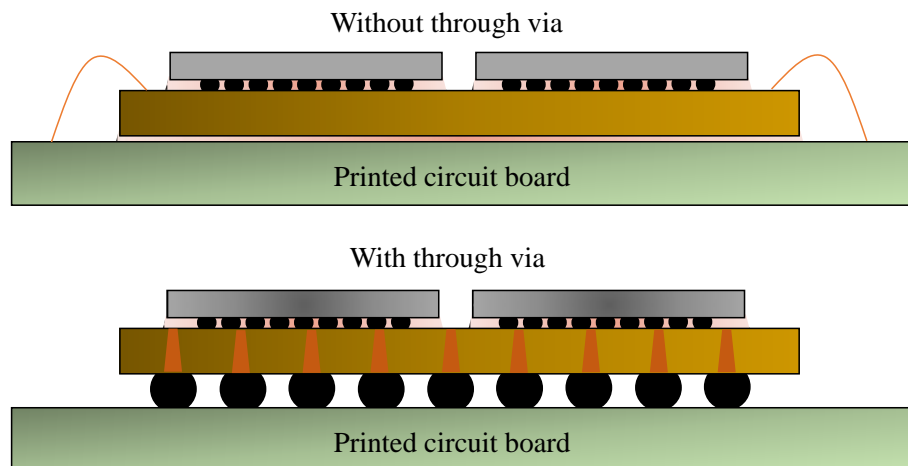 Without through via
Printed circuit board
With through via
Printed circuit board